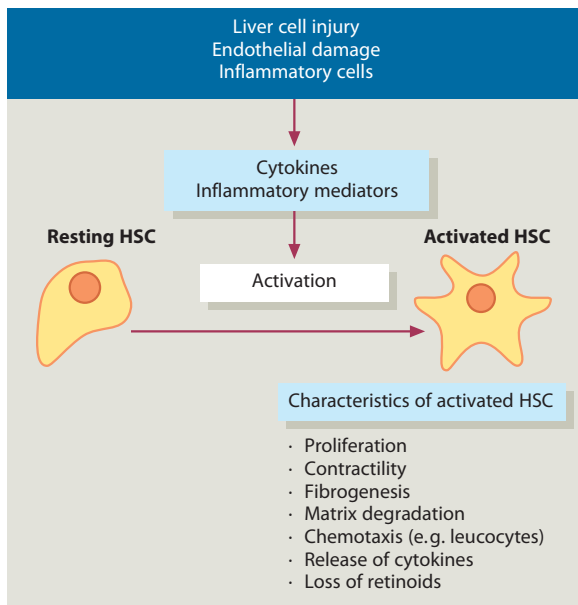 Liver cell injury
Endothelial damage
Inflammatory cells
Cytokines
Inflammatory mediators
Resting HSC
Activated HSC
Activation
Characteristics of activated HSC
· Proliferation
· Contractility
· Fibrogenesis
· Matrix degradation
· Chemotaxis (e.g. leucocytes)
· Release of cytokines
· Loss of retinoids